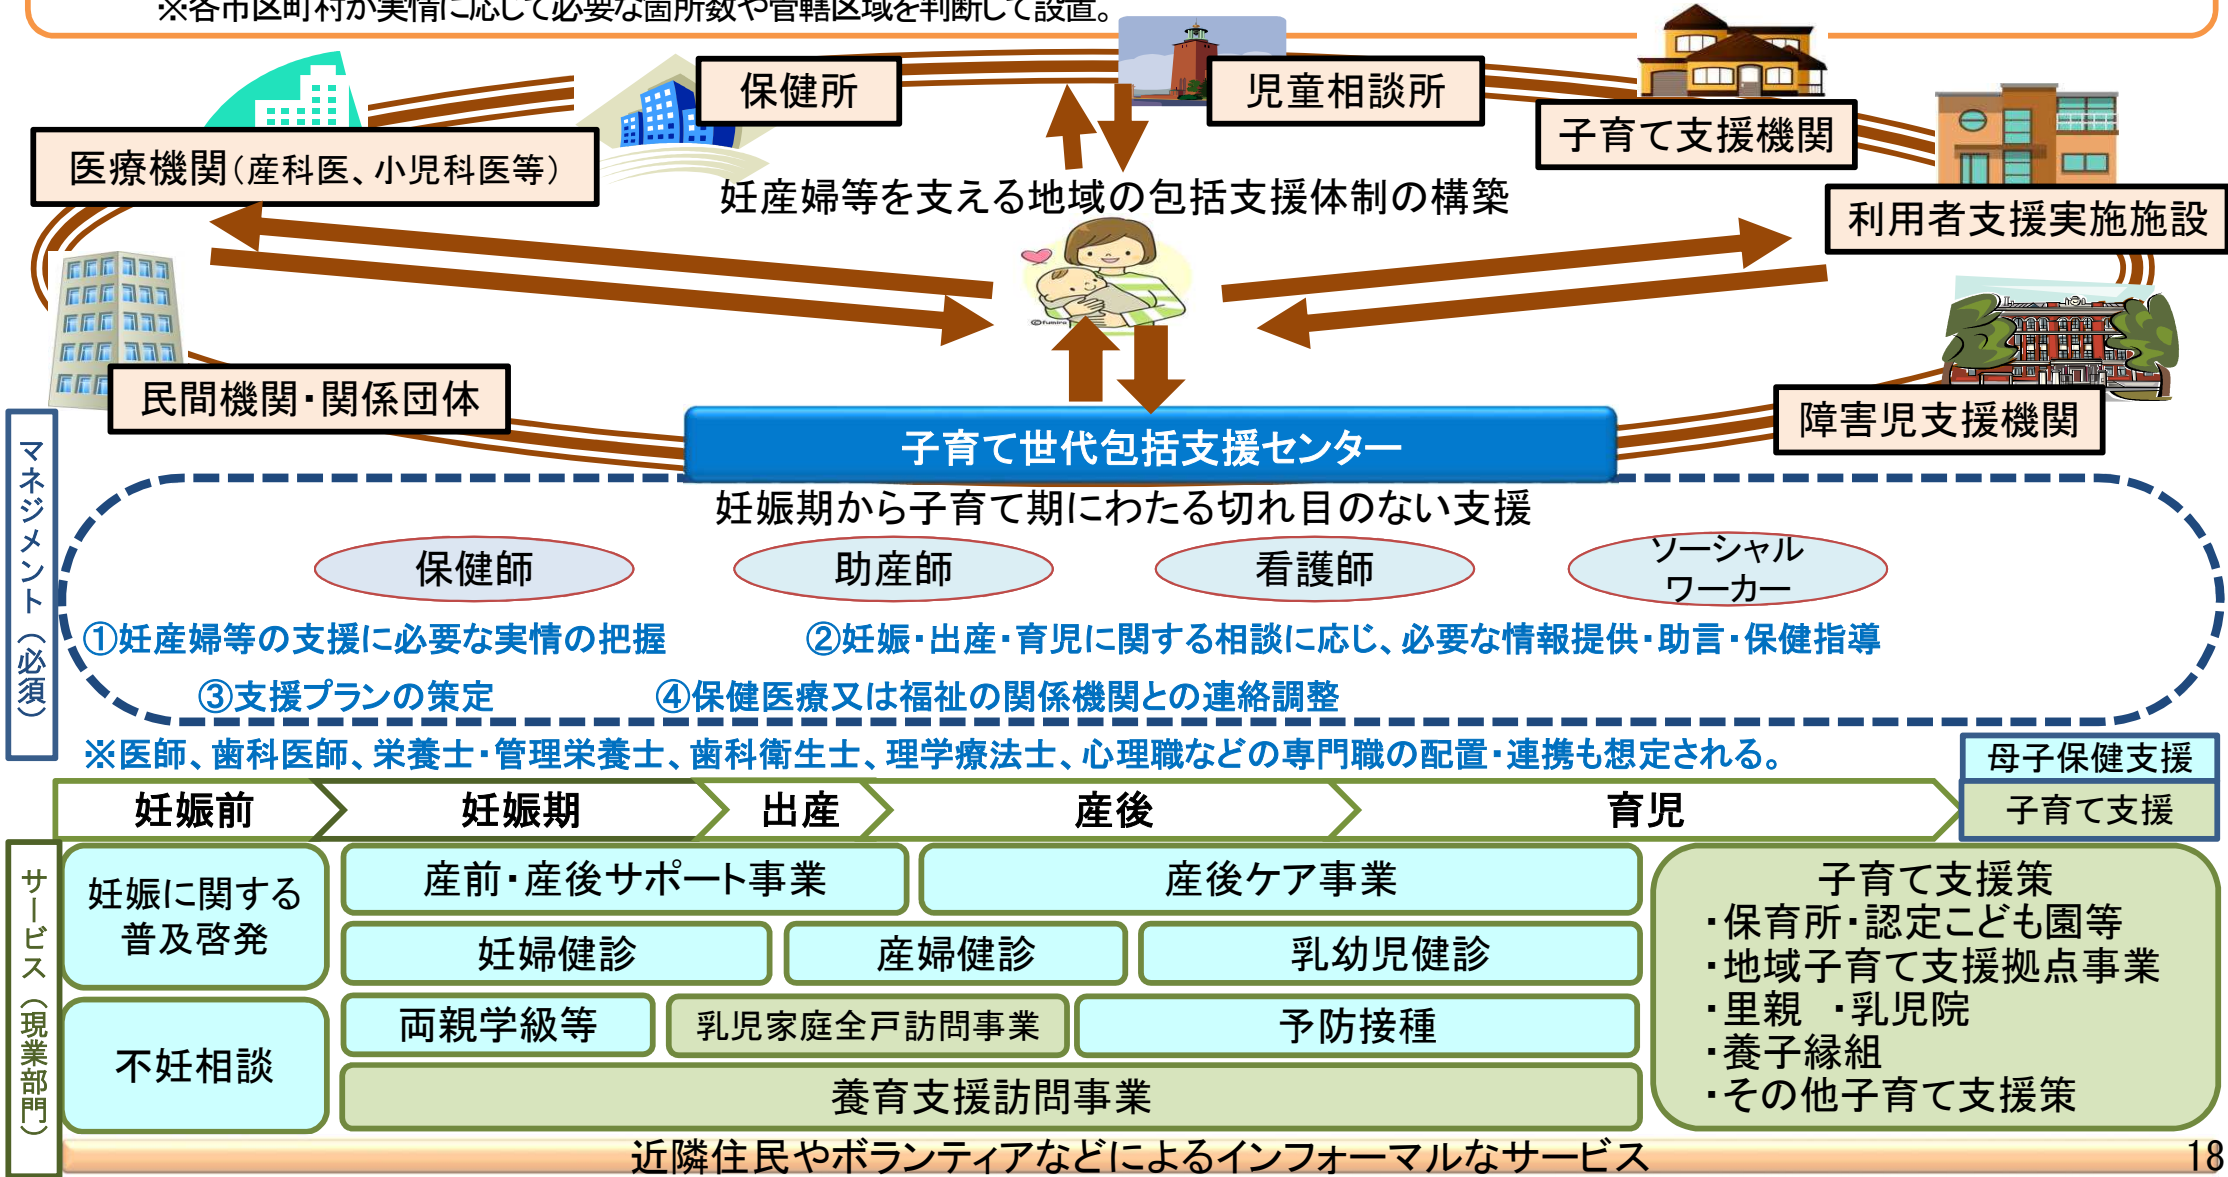 ※各市区町村が実情に応じて必要な箇所数や管轄区域を判断して設置。
保健所
児童相談所
子育て支援機関
医療機関(産科医、小児科医等)
利用者支援実施施設
妊産婦等を支える地域の包括支援体制の構築
民間機関・関係団体
障害児支援機関
子育て世代包括支援センター
マネジメント(必須)
妊娠期から子育て期にわたる切れ目のない支援
保健師
助産師
看護師
ソーシャル
ワーカー
①妊産婦等の支援に必要な実情の把握
②妊娠・出産・育児に関する相談に応じ、必要な情報提供・助言・保健指導
③支援プランの策定
④保健医療又は福祉の関係機関との連絡調整
※医師、歯科医師、栄養士・管理栄養士、歯科衛生士、理学療法士、心理職などの専門職の配置・連携も想定される。
母子保健支援
子育て支援
妊娠前
妊娠期
出産
産後
育児
サービス(現業部門)
妊娠に関する
普及啓発
不妊相談
産前・産後サポート事業
産後ケア事業
妊婦健診
産婦健診
乳幼児健診
両親学級等
乳児家庭全戸訪問事業
予防接種
養育支援訪問事業
子育て支援策
・保育所・認定こども園等
・地域子育て支援拠点事業
・里親 ・乳児院
・養子縁組
・その他子育て支援策
近隣住民やボランティアなどによるインフォーマルなサービス
18